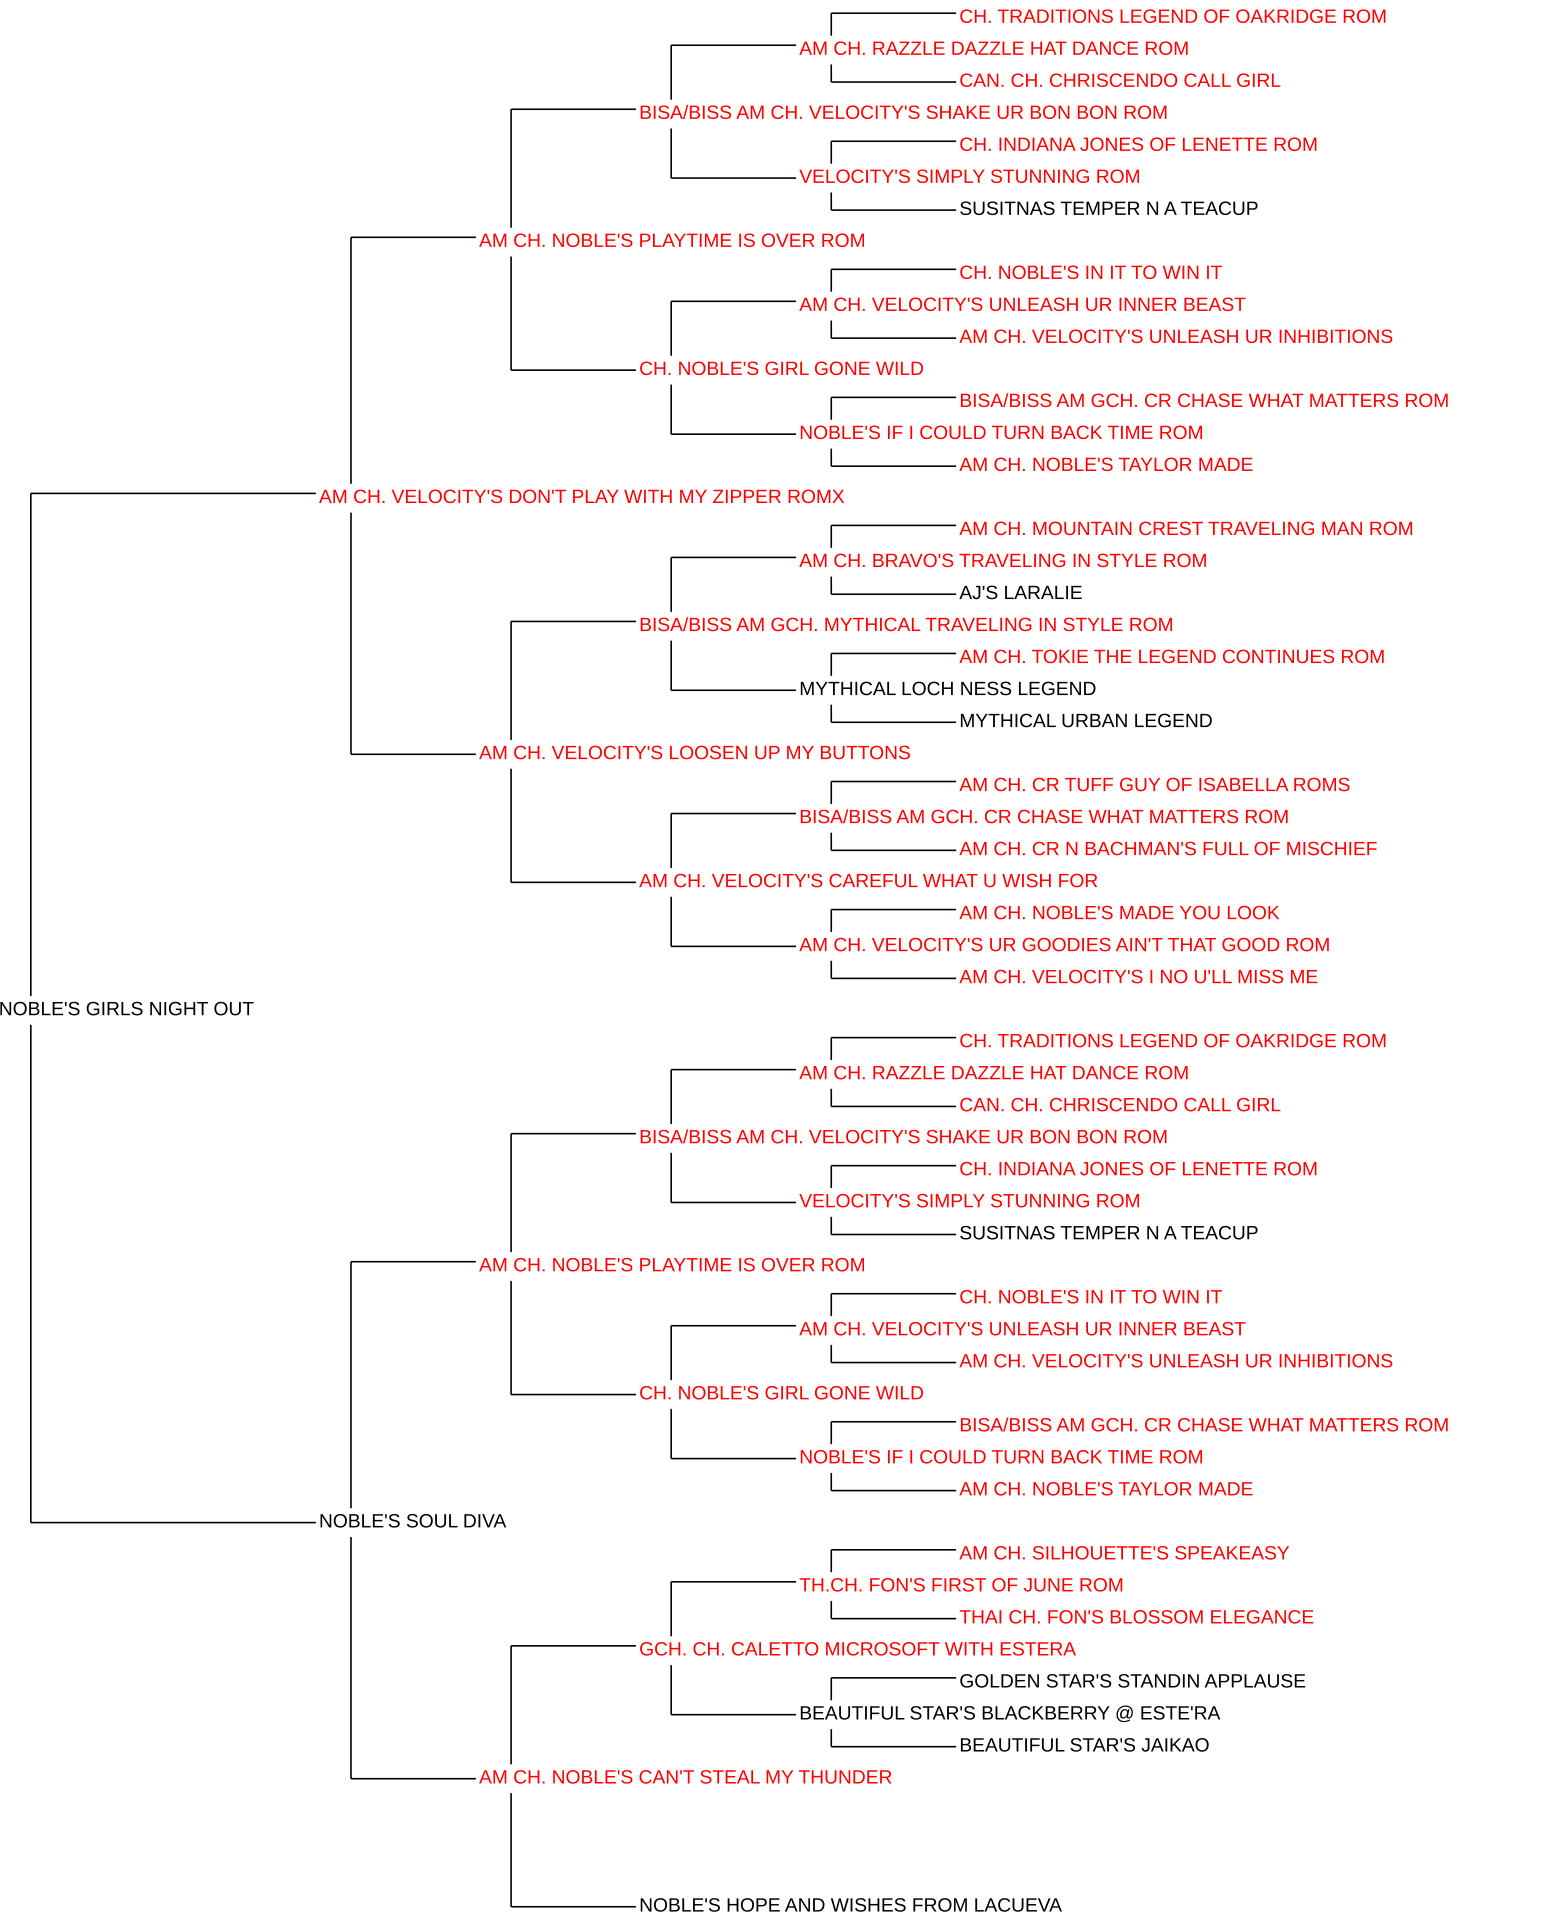 CH. TRADITIONS LEGEND OF OAKRIDGE ROM
AM CH. RAZZLE DAZZLE HAT DANCE ROM
CAN. CH. CHRISCENDO CALL GIRL
BISA/BISS AM CH. VELOCITY'S SHAKE UR BON BON ROM
CH. INDIANA JONES OF LENETTE ROM
VELOCITY'S SIMPLY STUNNING ROM
SUSITNAS TEMPER N A TEACUP
AM CH. NOBLE'S PLAYTIME IS OVER ROM
CH. NOBLE'S IN IT TO WIN IT
AM CH. VELOCITY'S UNLEASH UR INNER BEAST
AM CH. VELOCITY'S UNLEASH UR INHIBITIONS
CH. NOBLE'S GIRL GONE WILD
BISA/BISS AM GCH. CR CHASE WHAT MATTERS ROM
NOBLE'S IF I COULD TURN BACK TIME ROM
AM CH. NOBLE'S TAYLOR MADE
AM CH. VELOCITY'S DON'T PLAY WITH MY ZIPPER ROMX
AM CH. MOUNTAIN CREST TRAVELING MAN ROM
AM CH. BRAVO'S TRAVELING IN STYLE ROM
AJ'S LARALIE
BISA/BISS AM GCH. MYTHICAL TRAVELING IN STYLE ROM
AM CH. TOKIE THE LEGEND CONTINUES ROM
MYTHICAL LOCH NESS LEGEND
MYTHICAL URBAN LEGEND
AM CH. VELOCITY'S LOOSEN UP MY BUTTONS
AM CH. CR TUFF GUY OF ISABELLA ROMS
BISA/BISS AM GCH. CR CHASE WHAT MATTERS ROM
AM CH. CR N BACHMAN'S FULL OF MISCHIEF
AM CH. VELOCITY'S CAREFUL WHAT U WISH FOR
AM CH. NOBLE'S MADE YOU LOOK
AM CH. VELOCITY'S UR GOODIES AIN'T THAT GOOD ROM
AM CH. VELOCITY'S I NO U'LL MISS ME
NOBLE'S GIRLS NIGHT OUT
CH. TRADITIONS LEGEND OF OAKRIDGE ROM
AM CH. RAZZLE DAZZLE HAT DANCE ROM
CAN. CH. CHRISCENDO CALL GIRL
BISA/BISS AM CH. VELOCITY'S SHAKE UR BON BON ROM
CH. INDIANA JONES OF LENETTE ROM
VELOCITY'S SIMPLY STUNNING ROM
SUSITNAS TEMPER N A TEACUP
AM CH. NOBLE'S PLAYTIME IS OVER ROM
CH. NOBLE'S IN IT TO WIN IT
AM CH. VELOCITY'S UNLEASH UR INNER BEAST
AM CH. VELOCITY'S UNLEASH UR INHIBITIONS
CH. NOBLE'S GIRL GONE WILD
BISA/BISS AM GCH. CR CHASE WHAT MATTERS ROM
NOBLE'S IF I COULD TURN BACK TIME ROM
AM CH. NOBLE'S TAYLOR MADE
NOBLE'S SOUL DIVA
AM CH. SILHOUETTE'S SPEAKEASY
TH.CH. FON'S FIRST OF JUNE ROM
THAI CH. FON'S BLOSSOM ELEGANCE
GCH. CH. CALETTO MICROSOFT WITH ESTERA
GOLDEN STAR'S STANDIN APPLAUSE
BEAUTIFUL STAR'S BLACKBERRY @ ESTE'RA
BEAUTIFUL STAR'S JAIKAO
AM CH. NOBLE'S CAN'T STEAL MY THUNDER
NOBLE'S HOPE AND WISHES FROM LACUEVA